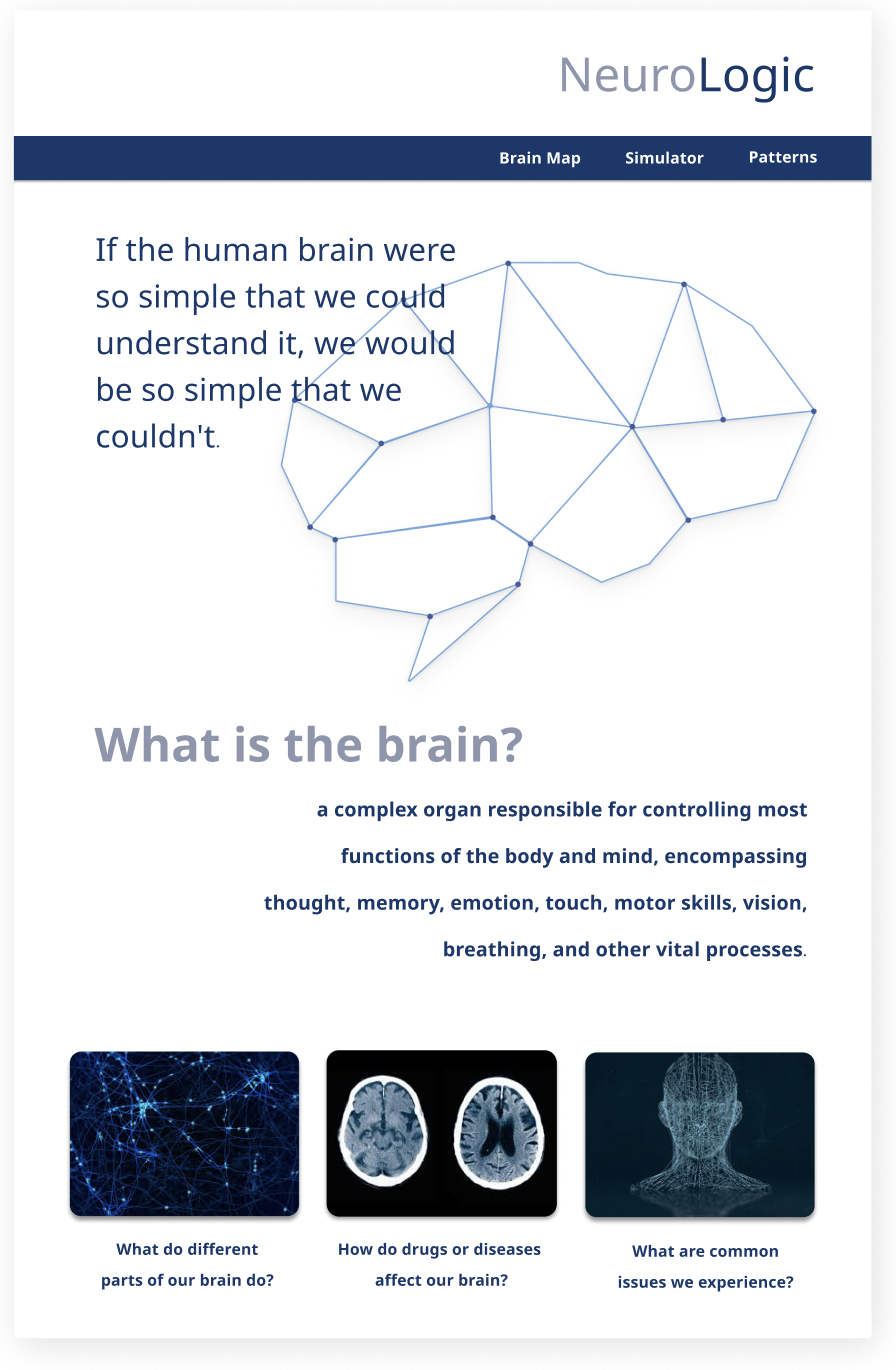 NeuroLogic
Brain Map Simulator Patterns
If the human brain were
so simple that we could
understand it, we would
be so simple that we
couldn't.
What is the brain?
a complex organ responsible for controlling most
functions of the body and mind, encompassing
thought, memory, emotion, touch, motor skills, vision,
breathing, and other vital processes.
What do different
parts of our brain do?
How do drugs or diseases
affect our brain?
What are common
issues we experience?